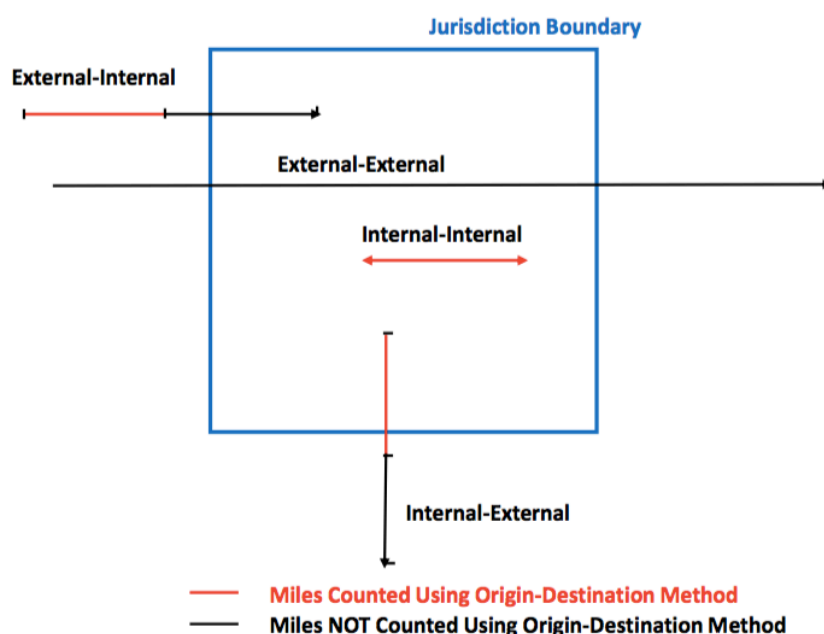 Jurisdiction Boundary
External-Internal
External-External
Internal-Internal
Internal-External
Miles Counted Using Origin-Destination Method
Miles NOT Counted Using Origin-Destination Method